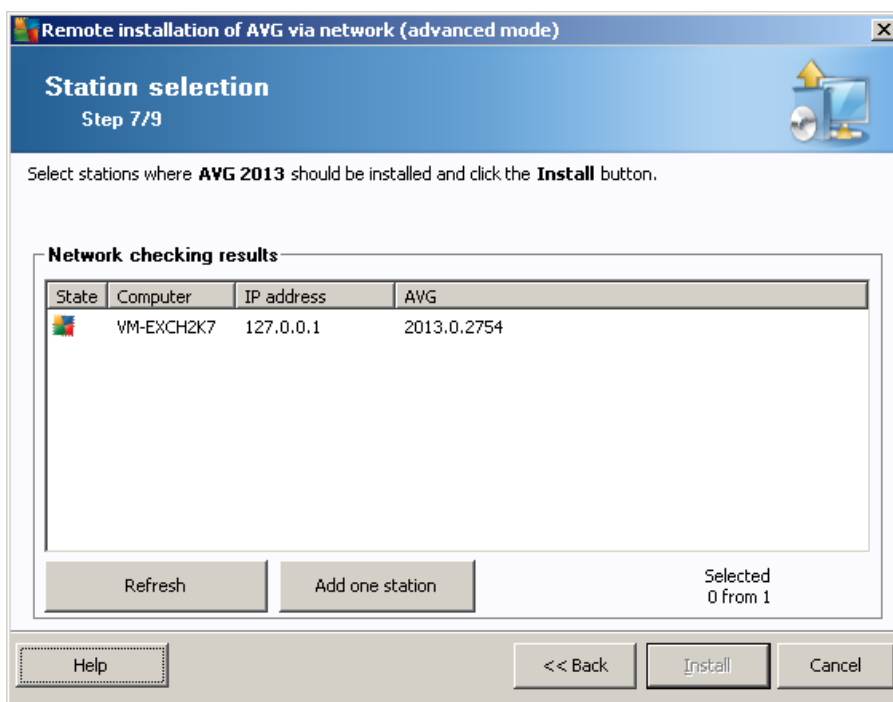 Remote installation of AVG via network (advanced mode)
Station selection
Step 7/9
Select stations where AVG 2013 should be installed and click the Install button.
Network checking results
State Computer IP address AVG
VM-EXCH2K7 127.0.0.1 2013.0.2754
Refresh Add one station Selected
0 from 1
Help << Back Install Cancel